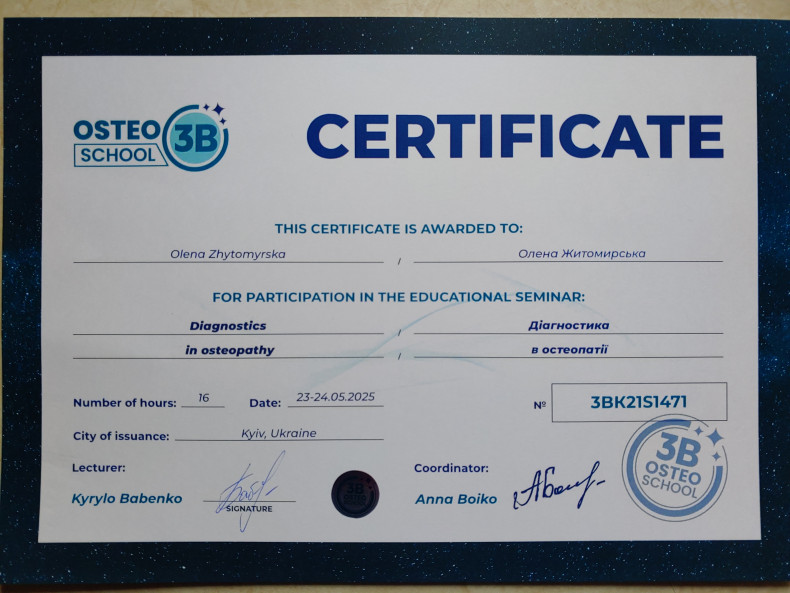 OSTEO 3B
SCHOOL
CERTIFICATE
THIS CERTIFICATE IS AWARDED TO:
Olena Zhytomyrska / Олена Житомирська
FOR PARTICIPATION IN THE EDUCATIONAL SEMINAR:
Diagnostics / Діагностика
in osteopathy / в остеопатії
Number of hours: 16 Date: 23-24.05.2025
№ 3BK21S1471
City of issuance: Kyiv, Ukraine
Lecturer:
Kyrylo Babenko
SIGNATURE
3B
Coordinator:
Anna Boiko
3B
OSTEO
SCHOOL